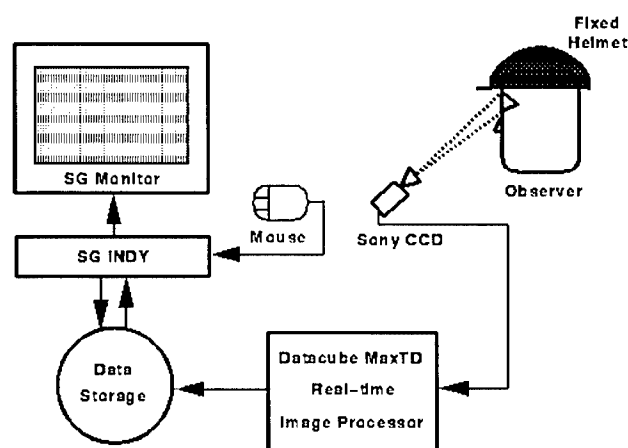 Fixed
Helmet
SG Monitor
Observer
Mouse
Sony CCD
SG INDY
Data
Storage
Datacube MaxTD
Real-time
Image Processor